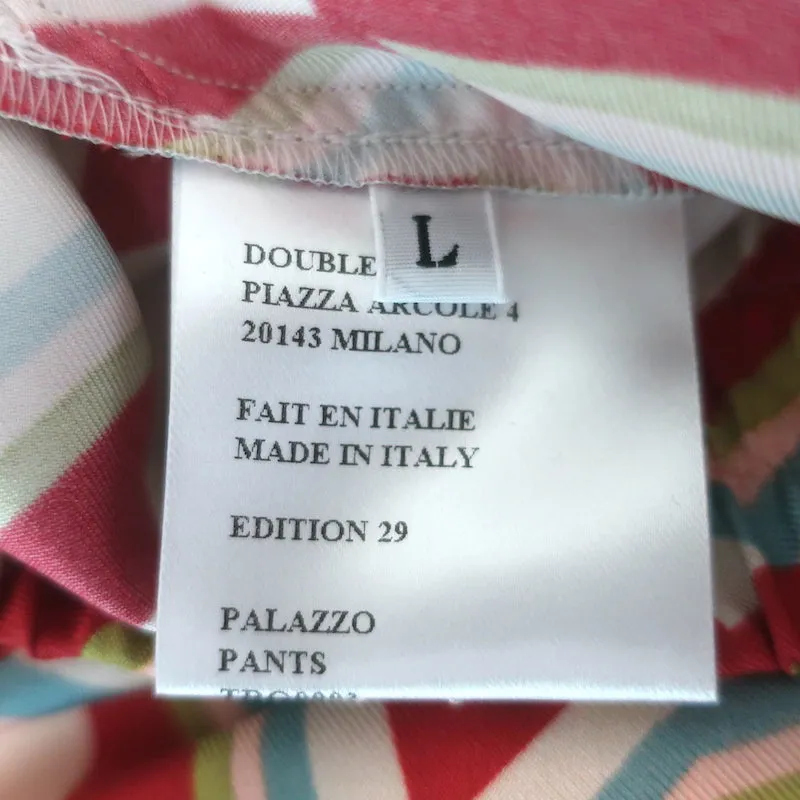 L
DOUBLE
PIAZZA ARCOLE 4
20143 MILANO
FAIT EN ITALIE
MADE IN ITALY
EDITION 29
PALAZZO
PANTS